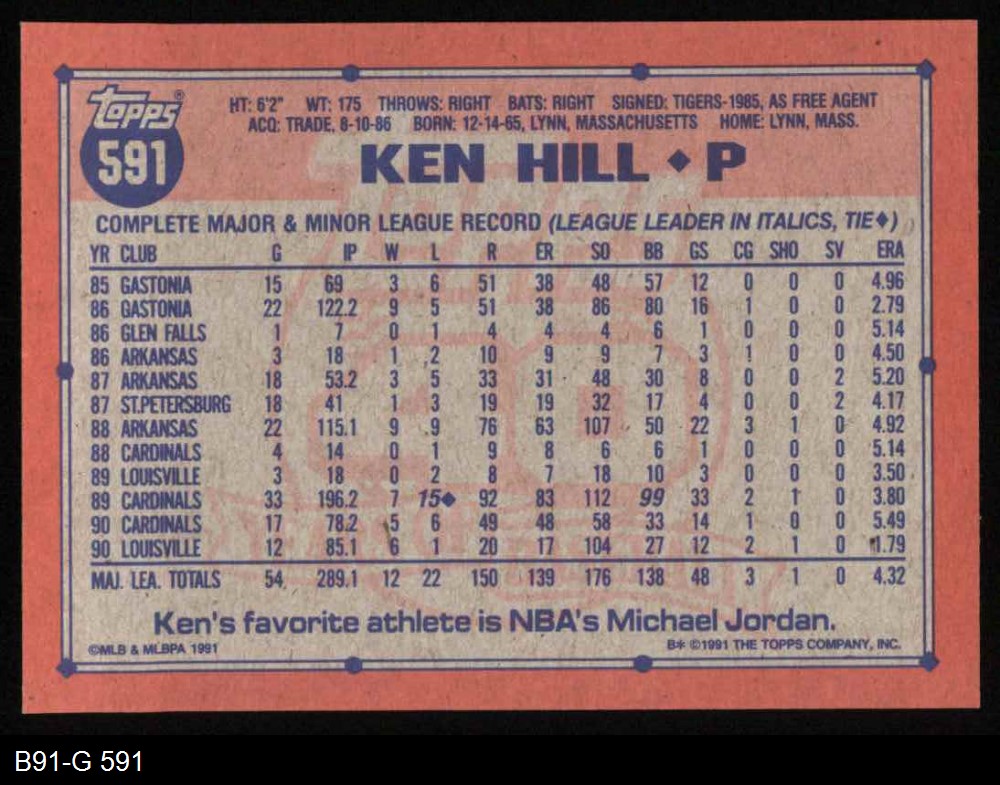 Topps®
591
HT: 6'2" WT: 175 THROWS: RIGHT BATS: RIGHT SIGNED: TIGERS-1985, AS FREE AGENT
ACQ: TRADE, 8-10-86 BORN: 12-14-65, LYNN, MASSACHUSETTS HOME: LYNN, MASS.
KEN HILL ◆ P
COMPLETE MAJOR & MINOR LEAGUE RECORD (LEAGUE LEADER IN ITALICS, TIE◆)
YR CLUB G IP W L R ER SO BB GS CG SHO SV ERA
85 GASTONIA 15 69 3 6 51 38 48 57 12 0 0 0 4.96
86 GASTONIA 22 122.2 9 5 51 38 86 80 16 1 0 0 2.79
86 GLEN FALLS 1 7 0 1 4 4 4 6 1 0 0 0 5.14
86 ARKANSAS 3 18 1 2 10 9 9 7 3 1 0 0 4.50
87 ARKANSAS 18 53.2 3 5 33 31 48 30 8 0 0 2 5.20
87 ST.PETERSBURG 18 41 1 3 19 19 32 17 4 0 0 2 4.17
88 ARKANSAS 22 115.1 9 9 76 63 107 50 22 3 1 0 4.92
88 CARDINALS 4 14 0 1 9 8 6 6 1 0 0 0 5.14
89 LOUISVILLE 3 18 0 2 8 7 18 10 3 0 0 0 3.50
89 CARDINALS 33 196.2 7 15◆ 92 83 112 99 33 2 1 0 3.80
90 CARDINALS 17 78.2 5 6 49 48 58 33 14 1 0 0 5.49
90 LOUISVILLE 12 85.1 6 1 20 17 104 27 12 2 1 0 1.79
MAJ. LEA. TOTALS 54 289.1 12 22 150 139 176 138 48 3 1 0 4.32
Ken's favorite athlete is NBA's Michael Jordan.
©MLB & MLBPA 1991 B* ©1991 THE TOPPS COMPANY, INC.
B91-G 591